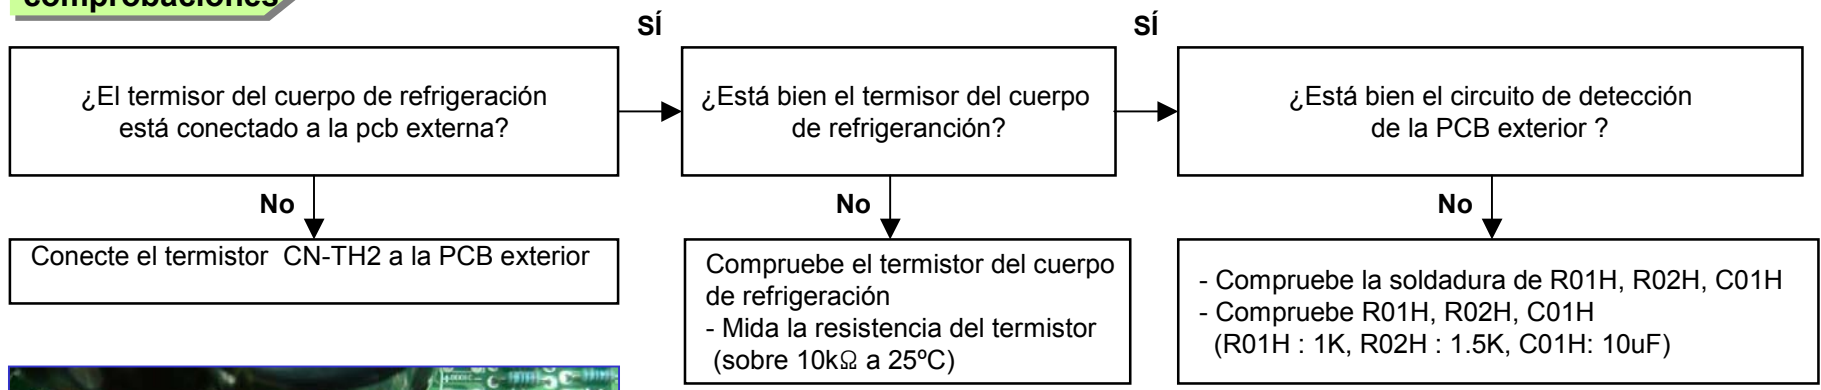 comprobaciones
SÍ
SÍ
¿El termisor del cuerpo de refrigeración
está conectado a la pcb externa?
¿Está bien el termisor del cuerpo
de refrigeranción?
¿Está bien el circuito de detección
de la PCB exterior ?
No
No
No
Conecte el termistor  CN-TH2 a la PCB exterior
Compruebe el termistor del cuerpo
de refrigeración
- Mida la resistencia del termistor
(sobre 10kΩ a 25ºC)
- Compruebe la soldadura de R01H, R02H, C01H
- Compruebe R01H, R02H, C01H
(R01H : 1K, R02H : 1.5K, C01H: 10uF)